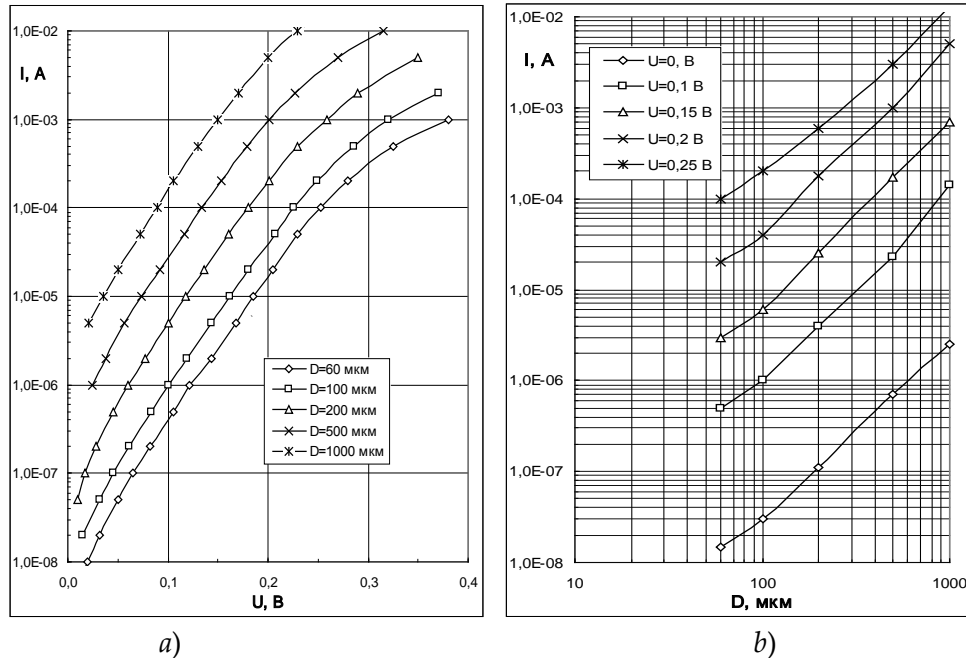 1,0E-02
I, A
1,0E-03
1,0E-04
1,0E-05
1,0E-06
1,0E-07
1,0E-08
0,0
0,1
0,2
0,3
0,4
U, В
D=60 мкм
D=100 мкм
D=200 мкм
D=500 мкм
D=1000 мкм
a)
1,0E-02
I, A
1,0E-03
1,0E-04
1,0E-05
1,0E-06
1,0E-07
1,0E-08
10
100
1000
D, мкм
U=0, В
U=0,1 В
U=0,15 В
U=0,2 В
U=0,25 В
b)